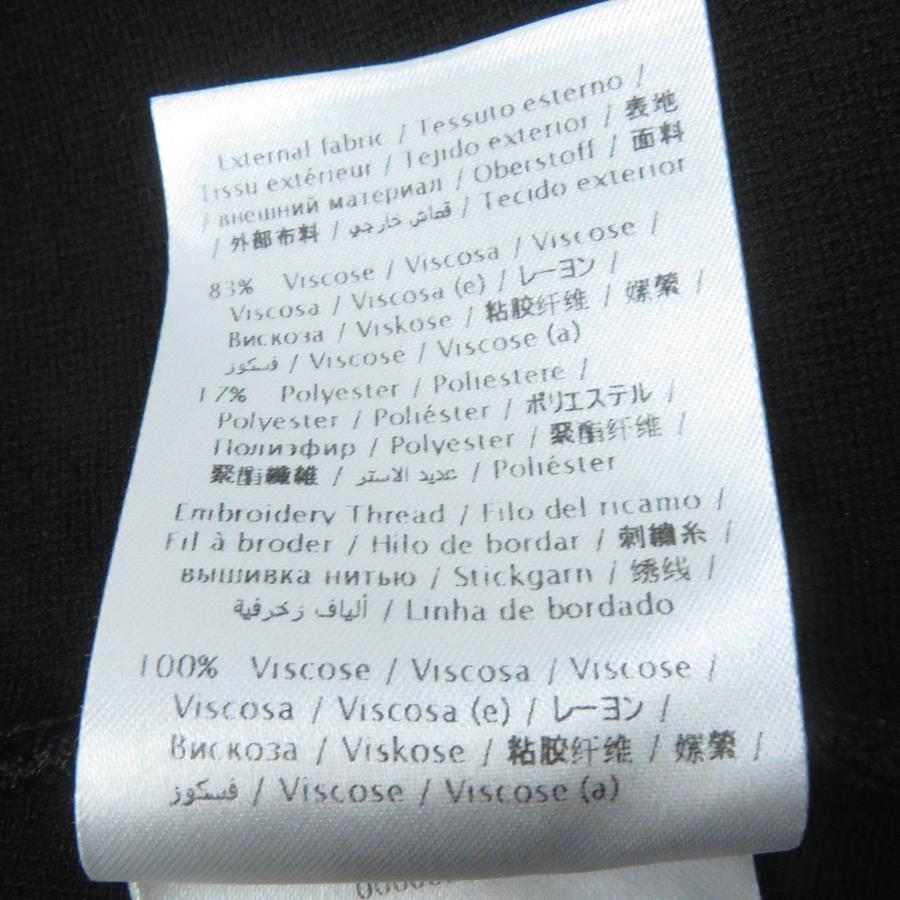 External fabric / Tessuto esterno /
Tissu extérieur / Tejido exterior / 表地
/ внешний материал / Oberstoff / 面料
/ 外部布料 / قماش خارجي / Tecido exterior
83% Viscose / Viscosa / Viscose /
Viscosa / Viscosa (e) / レーヨン /
Вискоза / Viskose / 粘胶纤维 / 嫘縈 /
فسكوز / Viscose / Viscose (a)
17% Polyester / Poliestere /
Polyester / Poliéster / ポリエステル /
Полиэфир / Polyester / 聚酯纤维 /
聚酯纖維 / عديد الاستر / Poliéster
Embroidery Thread / Filo del ricamo /
Fil à broder / Hilo de bordar / 刺繍糸 /
вышивка нитью / Stickgarn / 绣线 /
ألياف زخرفية / Linha de bordado
100% Viscose / Viscosa / Viscose /
Viscosa / Viscosa (e) / レーヨン /
Вискоза / Viskose / 粘胶纤维 / 嫘縈 /
فسكوز / Viscose / Viscose (a)